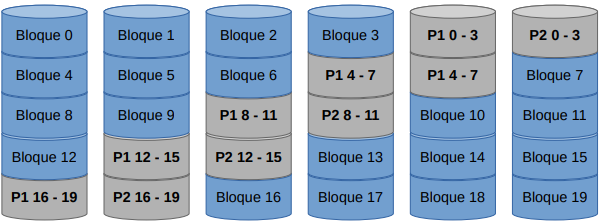 Bloque 0 Bloque 1 Bloque 2 Bloque 3 P1 0 - 3 P2 0 - 3
Bloque 4 Bloque 5 Bloque 6 P1 4 - 7 P1 4 - 7 Bloque 7
Bloque 8 Bloque 9 P1 8 - 11 P2 8 - 11 Bloque 10 Bloque 11
Bloque 12 P1 12 - 15 P2 12 - 15 Bloque 13 Bloque 14 Bloque 15
P1 16 - 19 P2 16 - 19 Bloque 16 Bloque 17 Bloque 18 Bloque 19